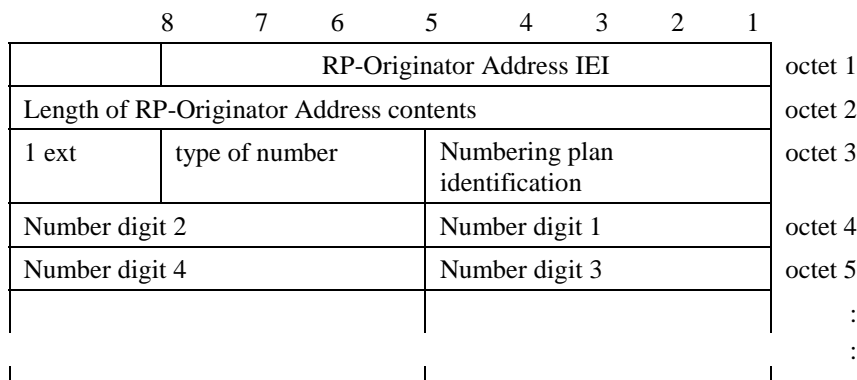 8 7 6 5 4 3 2 1
RP-Originator Address IEI octet 1
Length of RP-Originator Address contents octet 2
1 ext type of number Numbering plan octet 3
identification
Number digit 2 Number digit 1 octet 4
Number digit 4 Number digit 3 octet 5
:
: